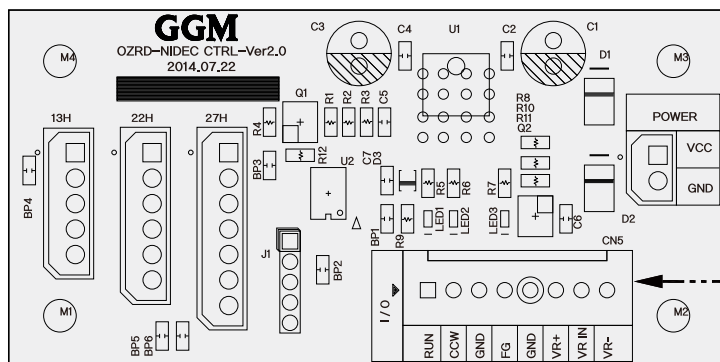 GGM
OZRD-NIDEC CTRL-Ver2.0
2014.07.22
M4
C3
C4
U1
C2
C1
D1
M3
13H
22H
27H
Q1
R4
R1
R2
R3
C5
R8
R10
R11
Q2
POWER
VCC
GND
BP4
BP3
R12
U2
C7
D3
R5
R6
R7
BP1
R9
LED1
LED2
LED3
C6
D2
J1
BP2
CN5
M1
BP5
BP6
I/O
RUN
CCW
GND
FG
GND
VR+
VR IN
VR-
M2